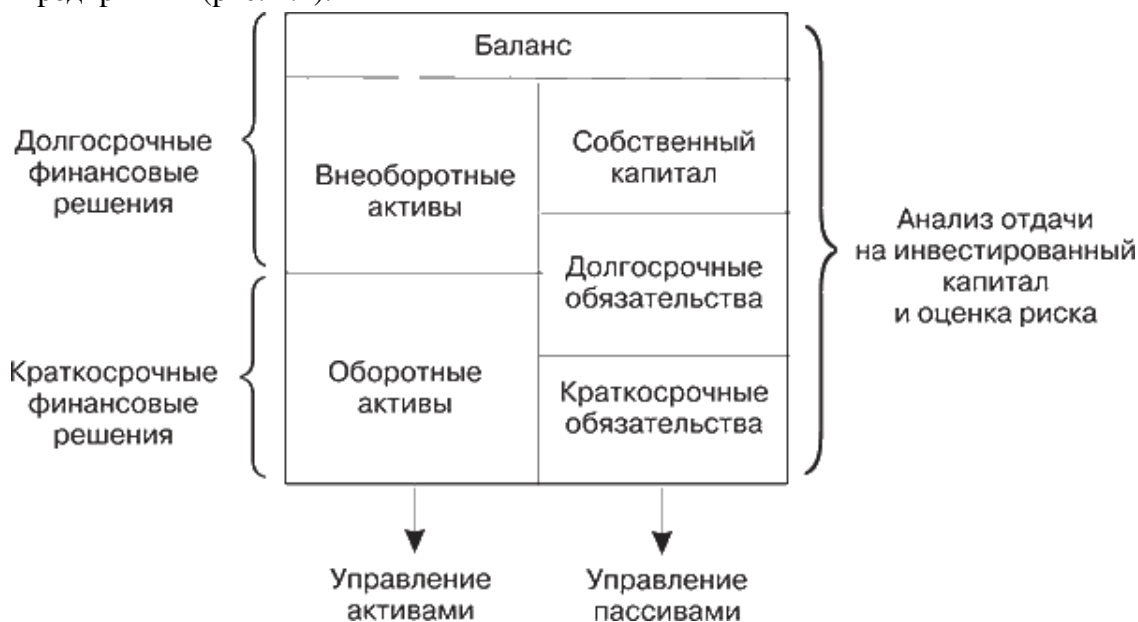 Баланс
Долгосрочные
финансовые
решения
Внеоборотные
активы
Собственный
капитал
Долгосрочные
обязательства
Анализ отдачи
на инвестированный
капитал
и оценка риска
Краткосрочные
финансовые
решения
Оборотные
активы
Краткосрочные
обязательства
Управление
активами
Управление
пассивами